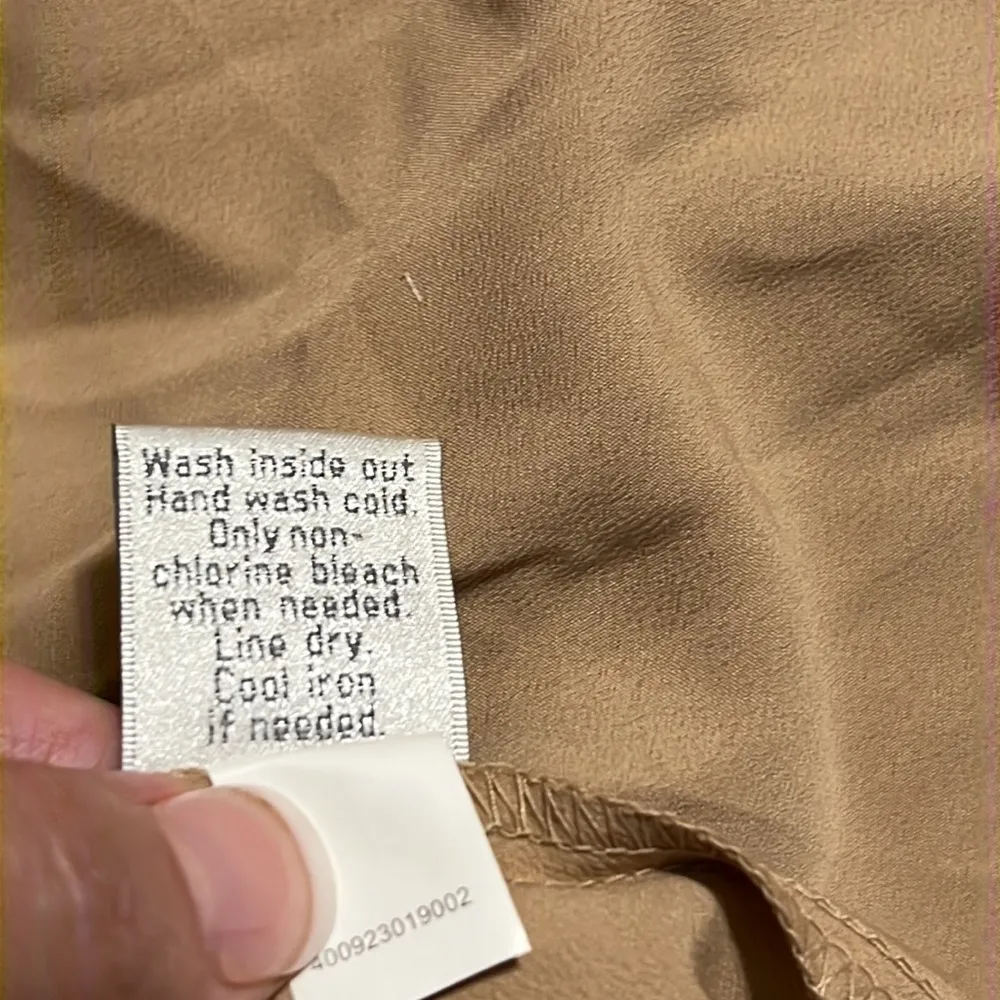 Wash inside out
Hand wash cold.
Only non-
chlorine bleach
when needed.
Line dry.
Cool iron
if needed.
400923019002